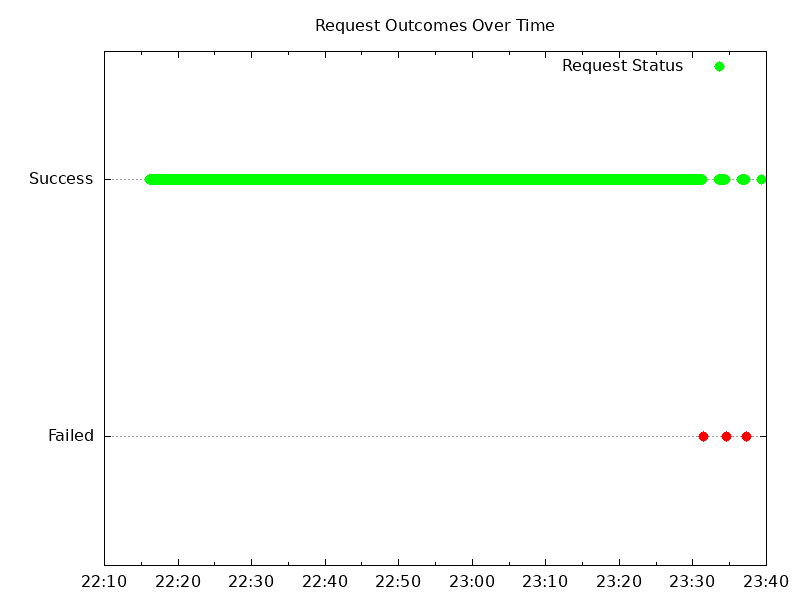 Request Outcomes Over Time
Request Status
Success
Failed
22:10 22:20 22:30 22:40 22:50 23:00 23:10 23:20 23:30 23:40